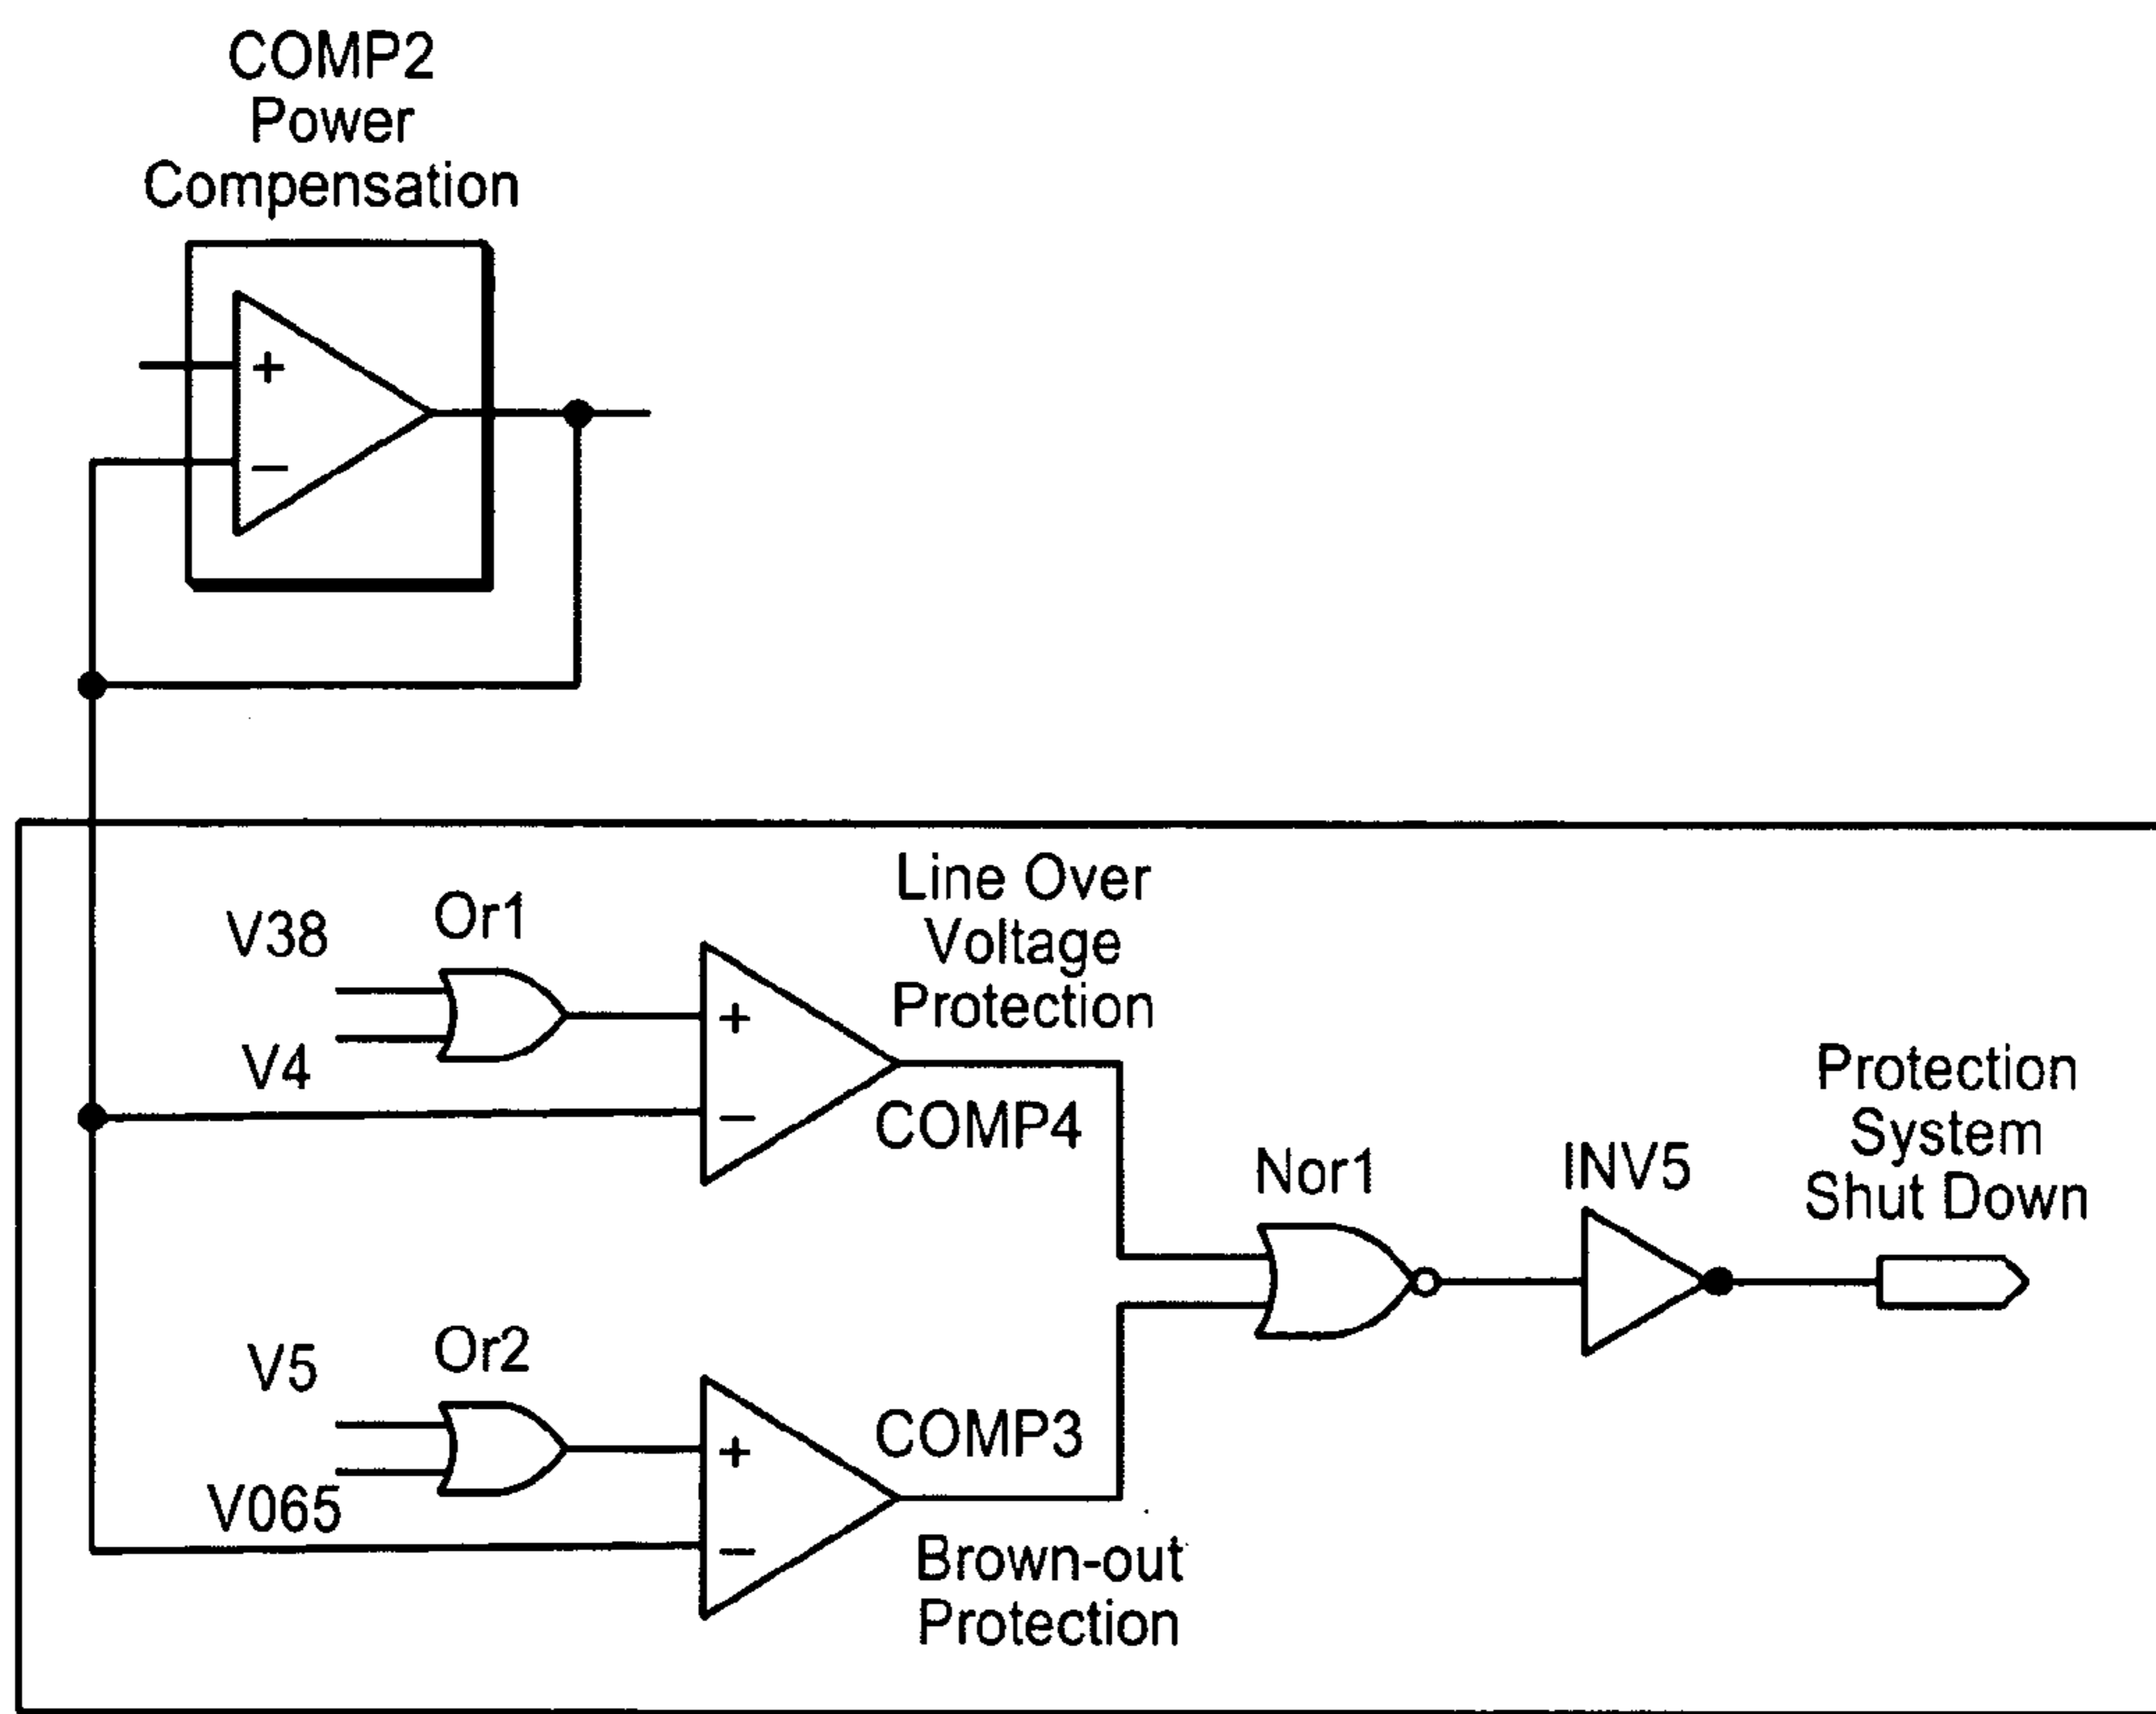 COMP2
Power
Compensation
+
−
Line Over
Voltage
Protection
V38
Or1
V4
+
−
COMP4
Protection
System
Shut Down
Nor1
INV5
V5
Or2
V065
+
−
COMP3
Brown-out
Protection